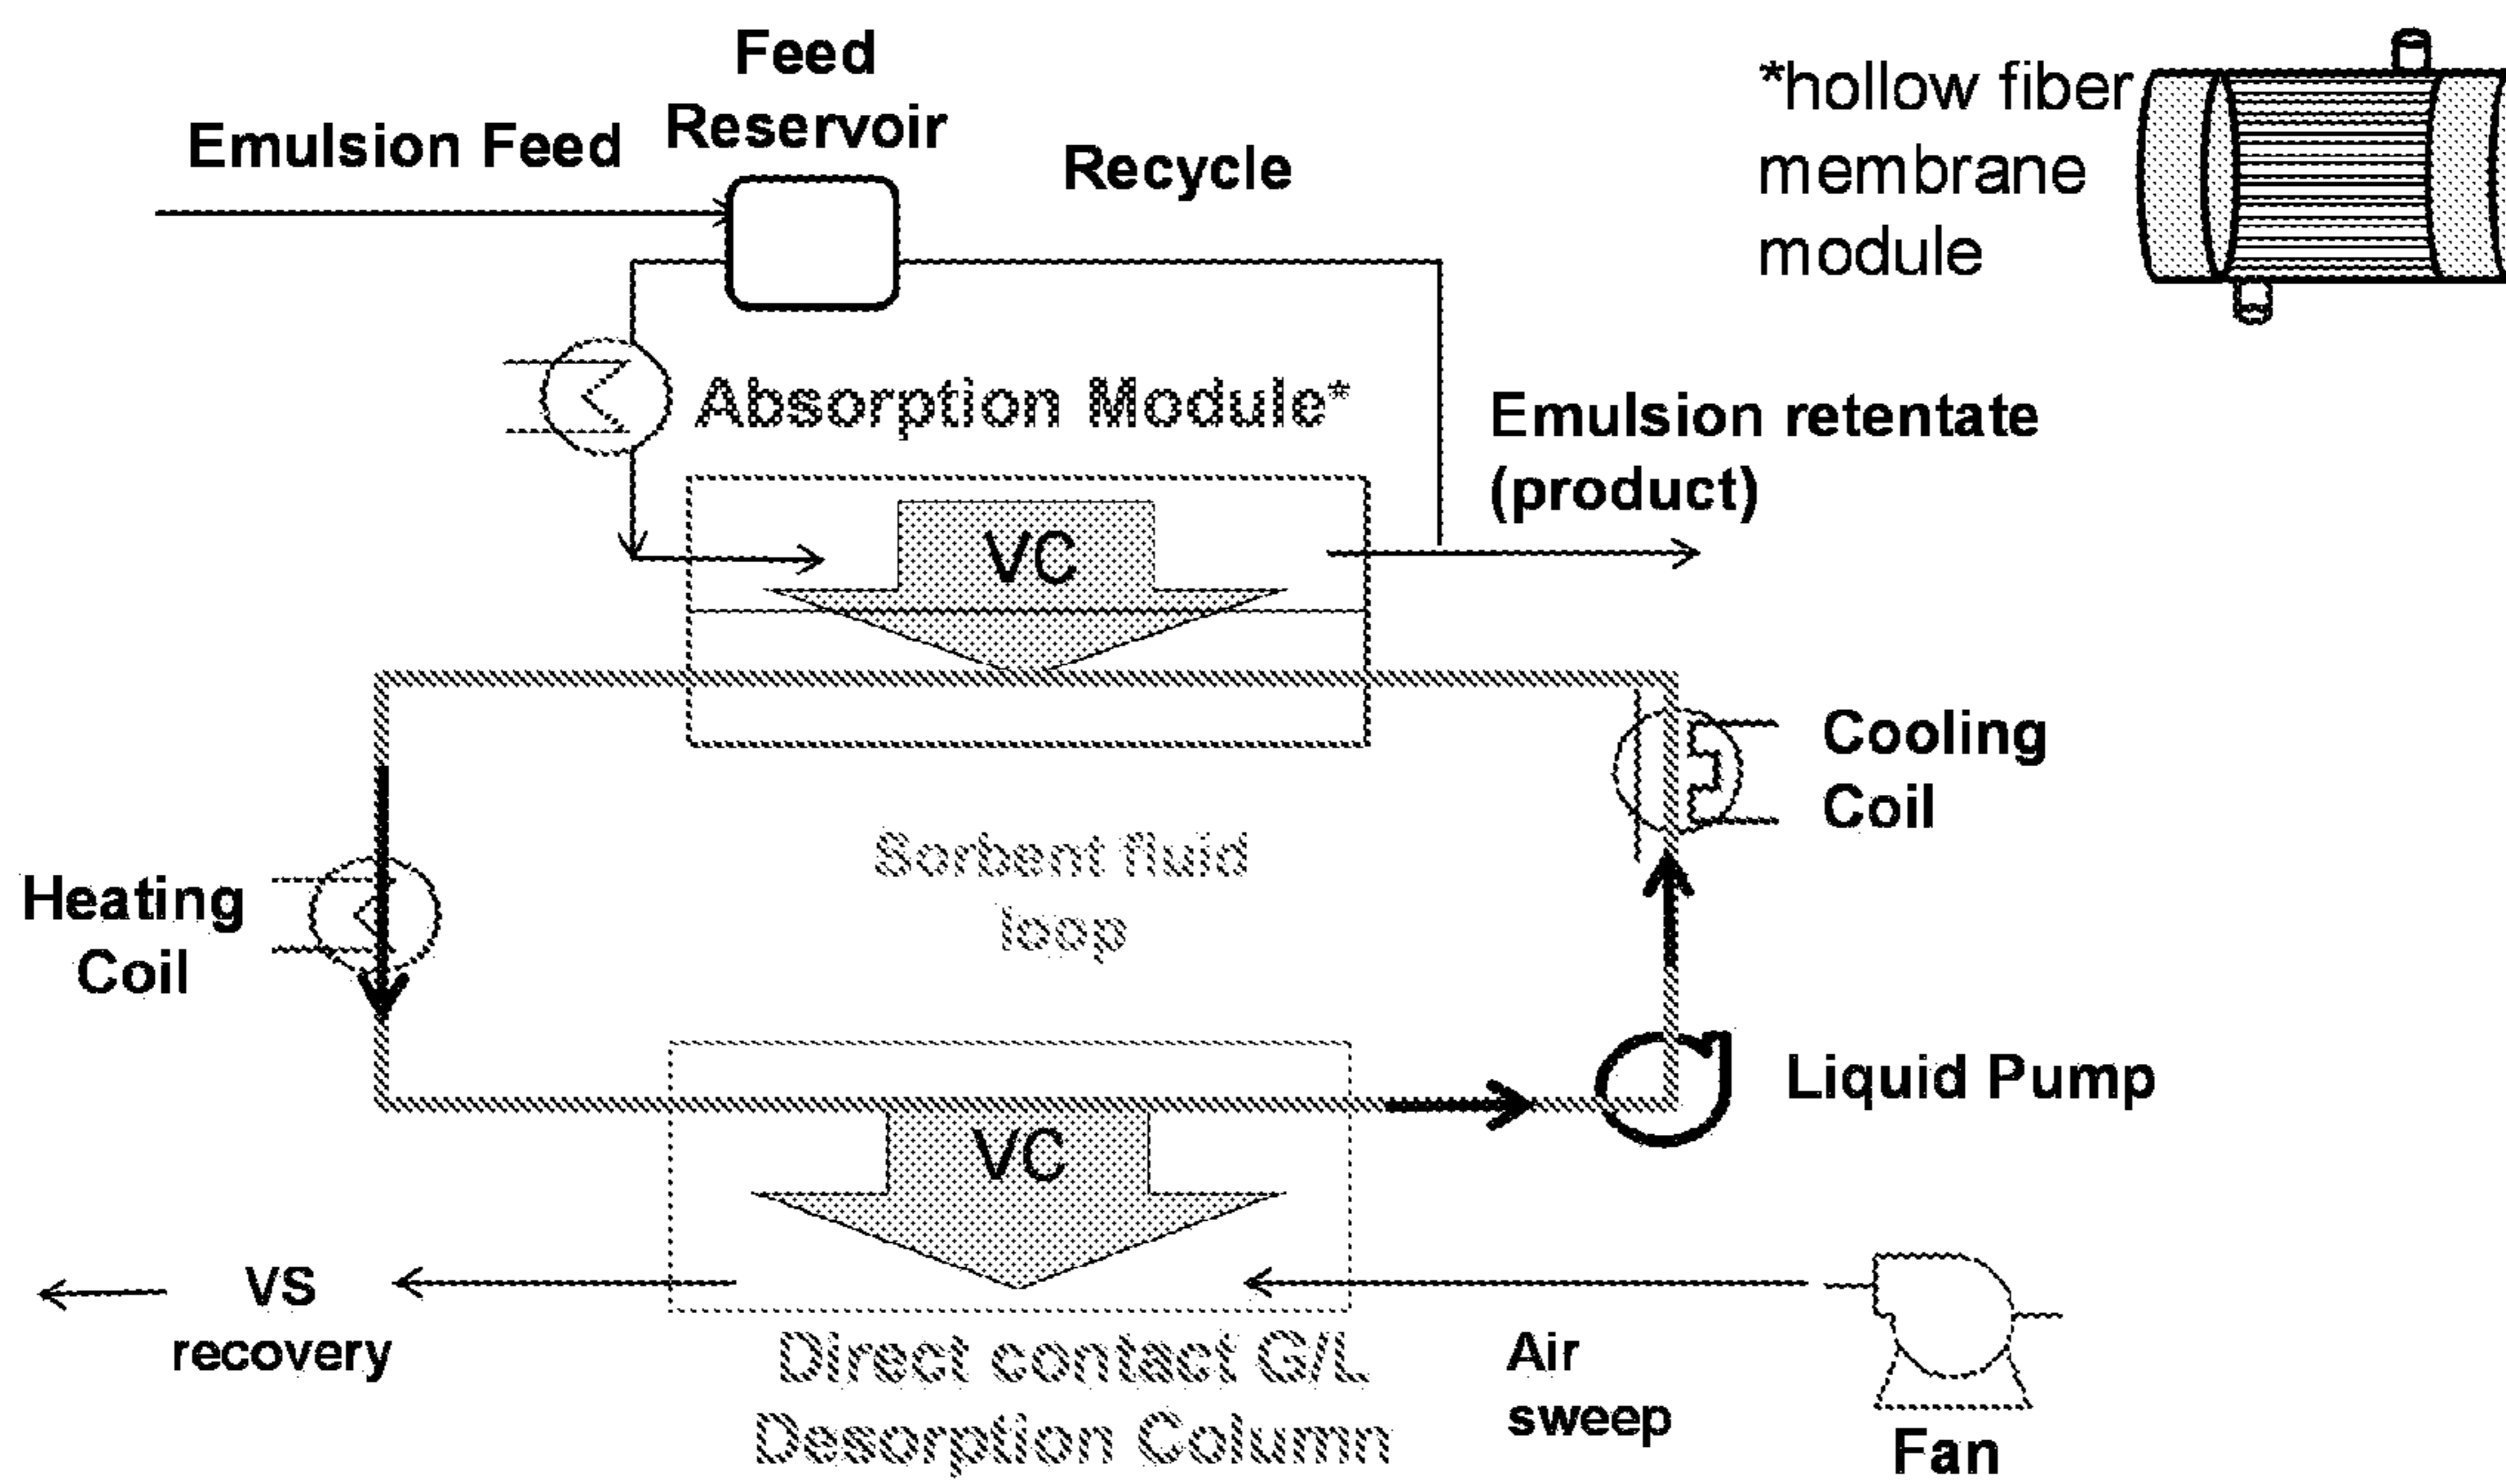 Feed
Reservoir
Emulsion Feed
Recycle
*hollow fiber
membrane
module
Absorption Module*
Emulsion retentate
(product)
VC
Cooling
Coil
Sorbent fluid
loop
Heating
Coil
Liquid Pump
VC
VS
recovery
Direct contact G/L
Desorption Column
Air
sweep
Fan